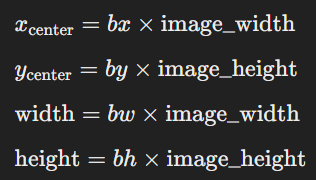 x_center = bx × image_width
y_center = by × image_height
width = bw × image_width
height = bh × image_height